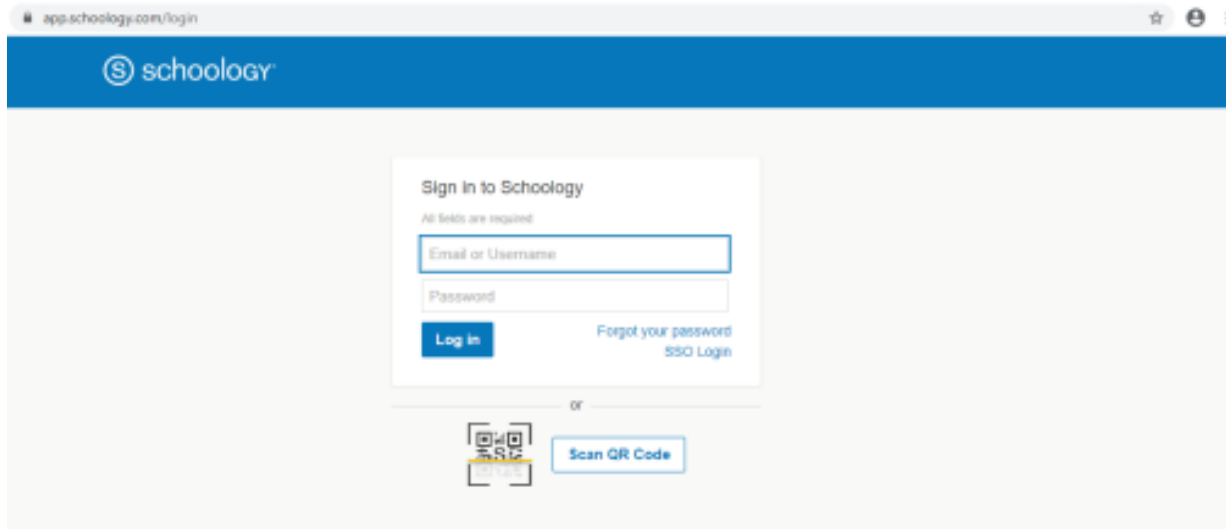 app.schoology.com/login
schoology
Sign in to Schoology
All fields are required
Email or Username
Password
Log in
Forgot your password
SSO Login
or
Scan QR Code